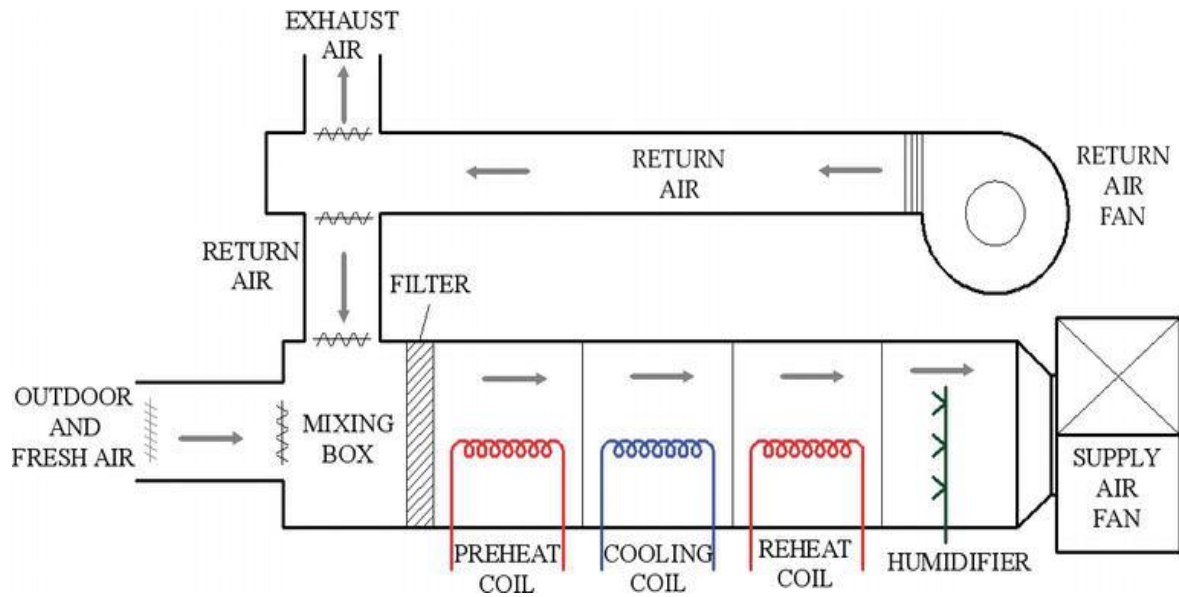 EXHAUST
AIR
RETURN
AIR
RETURN
AIR
FAN
RETURN
AIR
FILTER
OUTDOOR
AND
FRESH AIR
MIXING
BOX
SUPPLY
AIR
FAN
PREHEAT
COIL
COOLING
COIL
REHEAT
COIL
HUMIDIFIER